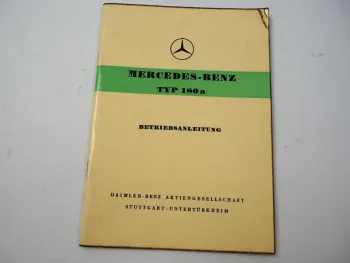 MERCEDES-BENZ
TYP 180a
BETRIEBSANLEITUNG
DAIMLER-BENZ AKTIENGESELLSCHAFT
STUTTGART-UNTERTÜRKHEIM